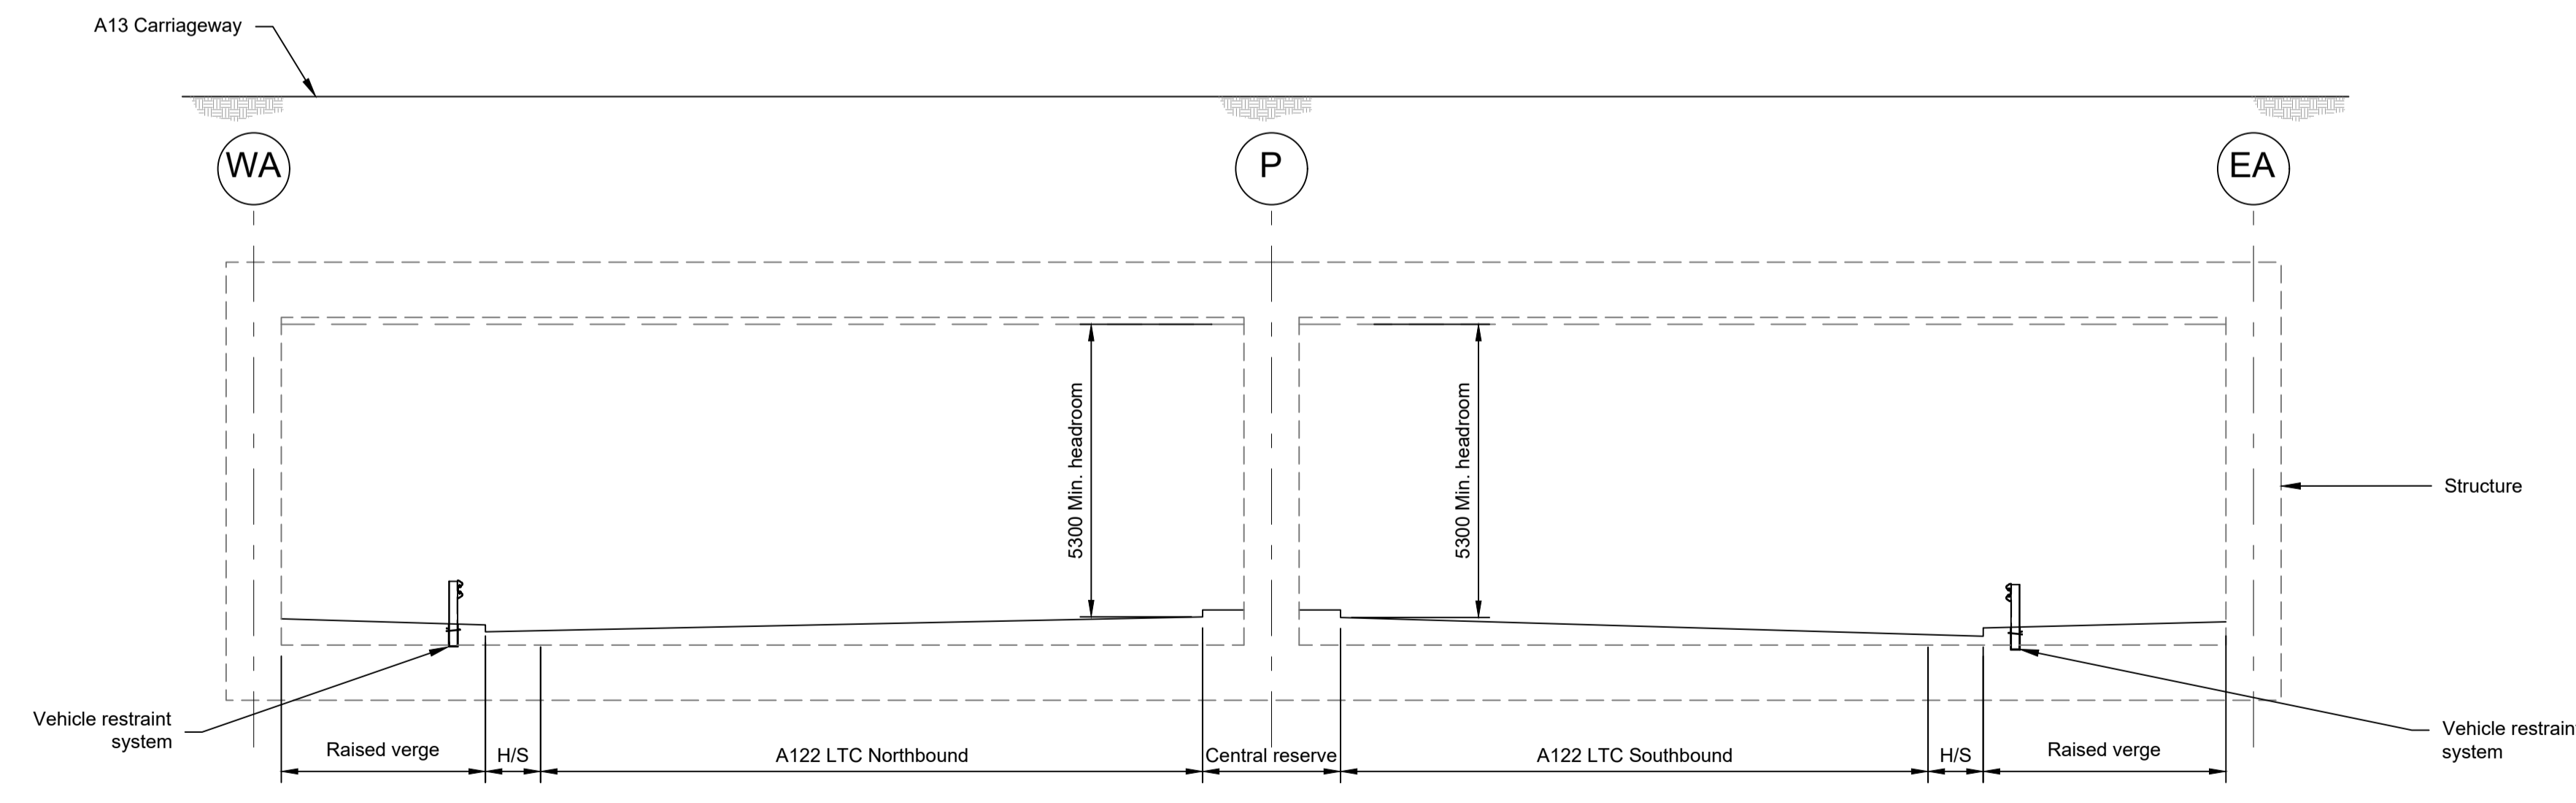 A13 Carriageway
WA
P
EA
5300 Min. headroom
5300 Min. headroom
Structure
Vehicle restraint
system
Vehicle restrain
system
Raised verge
H/S
A122 LTC Northbound
Central reserve
A122 LTC Southbound
H/S
Raised verge